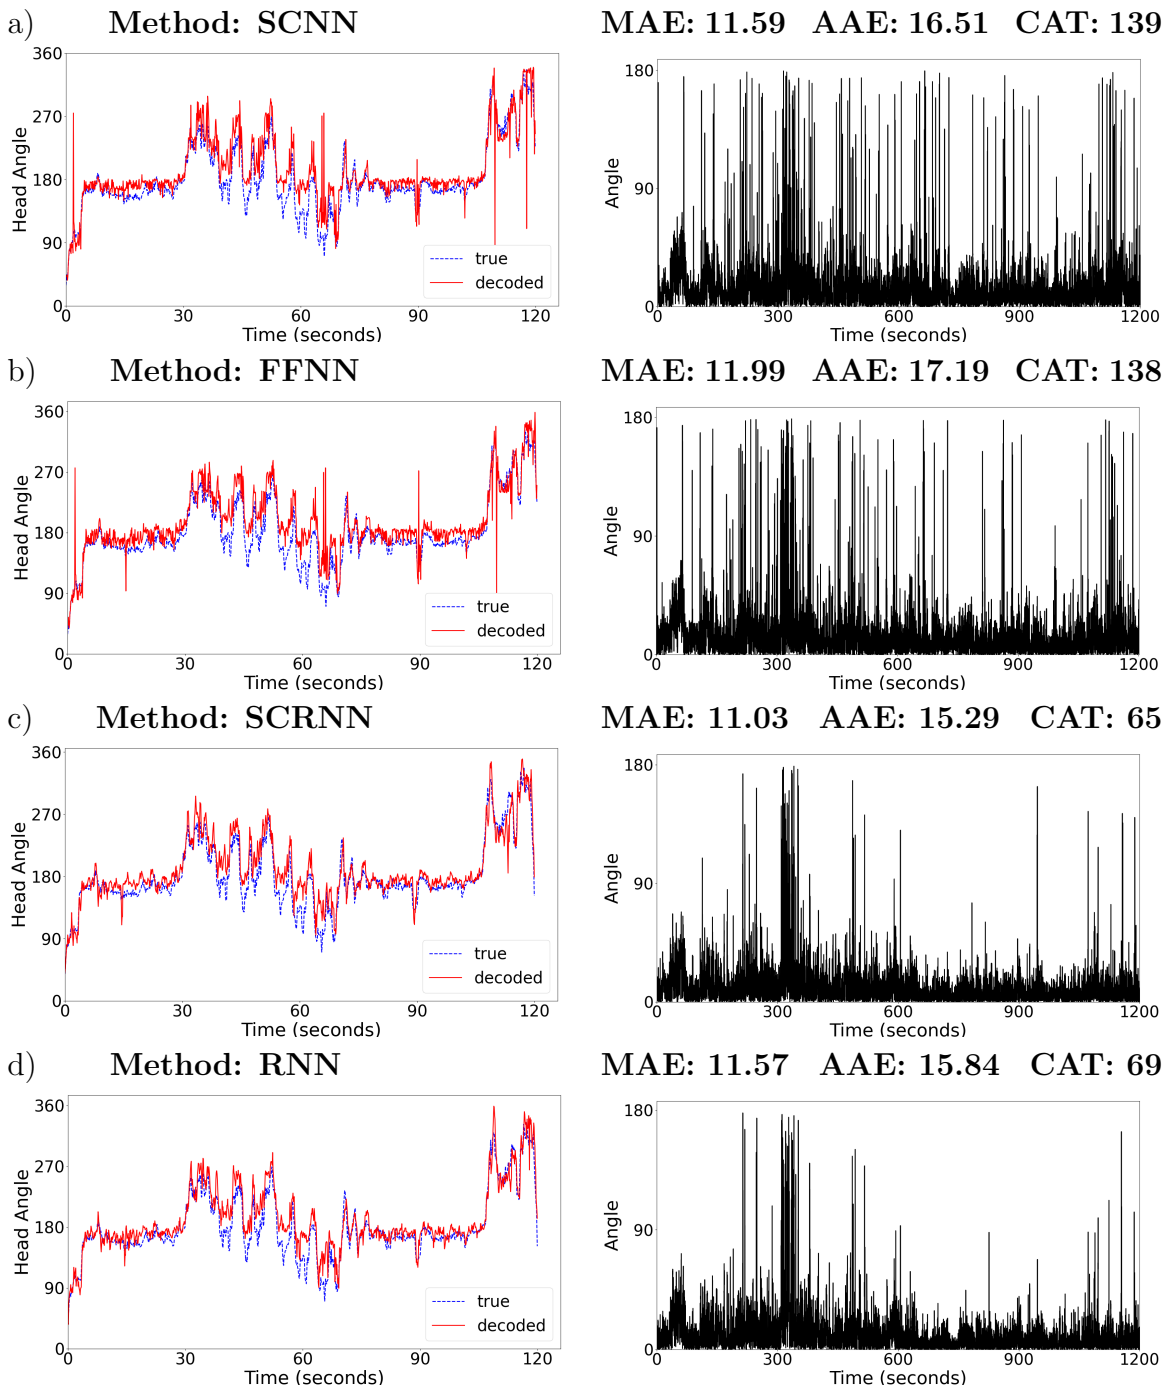 a) Method: SCNN MAE: 11.59 AAE: 16.51 CAT: 139
360
270
180
90
0
Head Angle
0 30 60 90 120
Time (seconds)
true
decoded
180
90
0
Angle
0 300 600 900 1200
Time (seconds)
b) Method: FFNN MAE: 11.99 AAE: 17.19 CAT: 138
360
270
180
90
0
Head Angle
0 30 60 90 120
Time (seconds)
true
decoded
180
90
0
Angle
0 300 600 900 1200
Time (seconds)
c) Method: SCRNN MAE: 11.03 AAE: 15.29 CAT: 65
360
270
180
90
0
Head Angle
0 30 60 90 120
Time (seconds)
true
decoded
180
90
0
Angle
0 300 600 900 1200
Time (seconds)
d) Method: RNN MAE: 11.57 AAE: 15.84 CAT: 69
360
270
180
90
0
Head Angle
0 30 60 90 120
Time (seconds)
true
decoded
180
90
0
Angle
0 300 600 900 1200
Time (seconds)